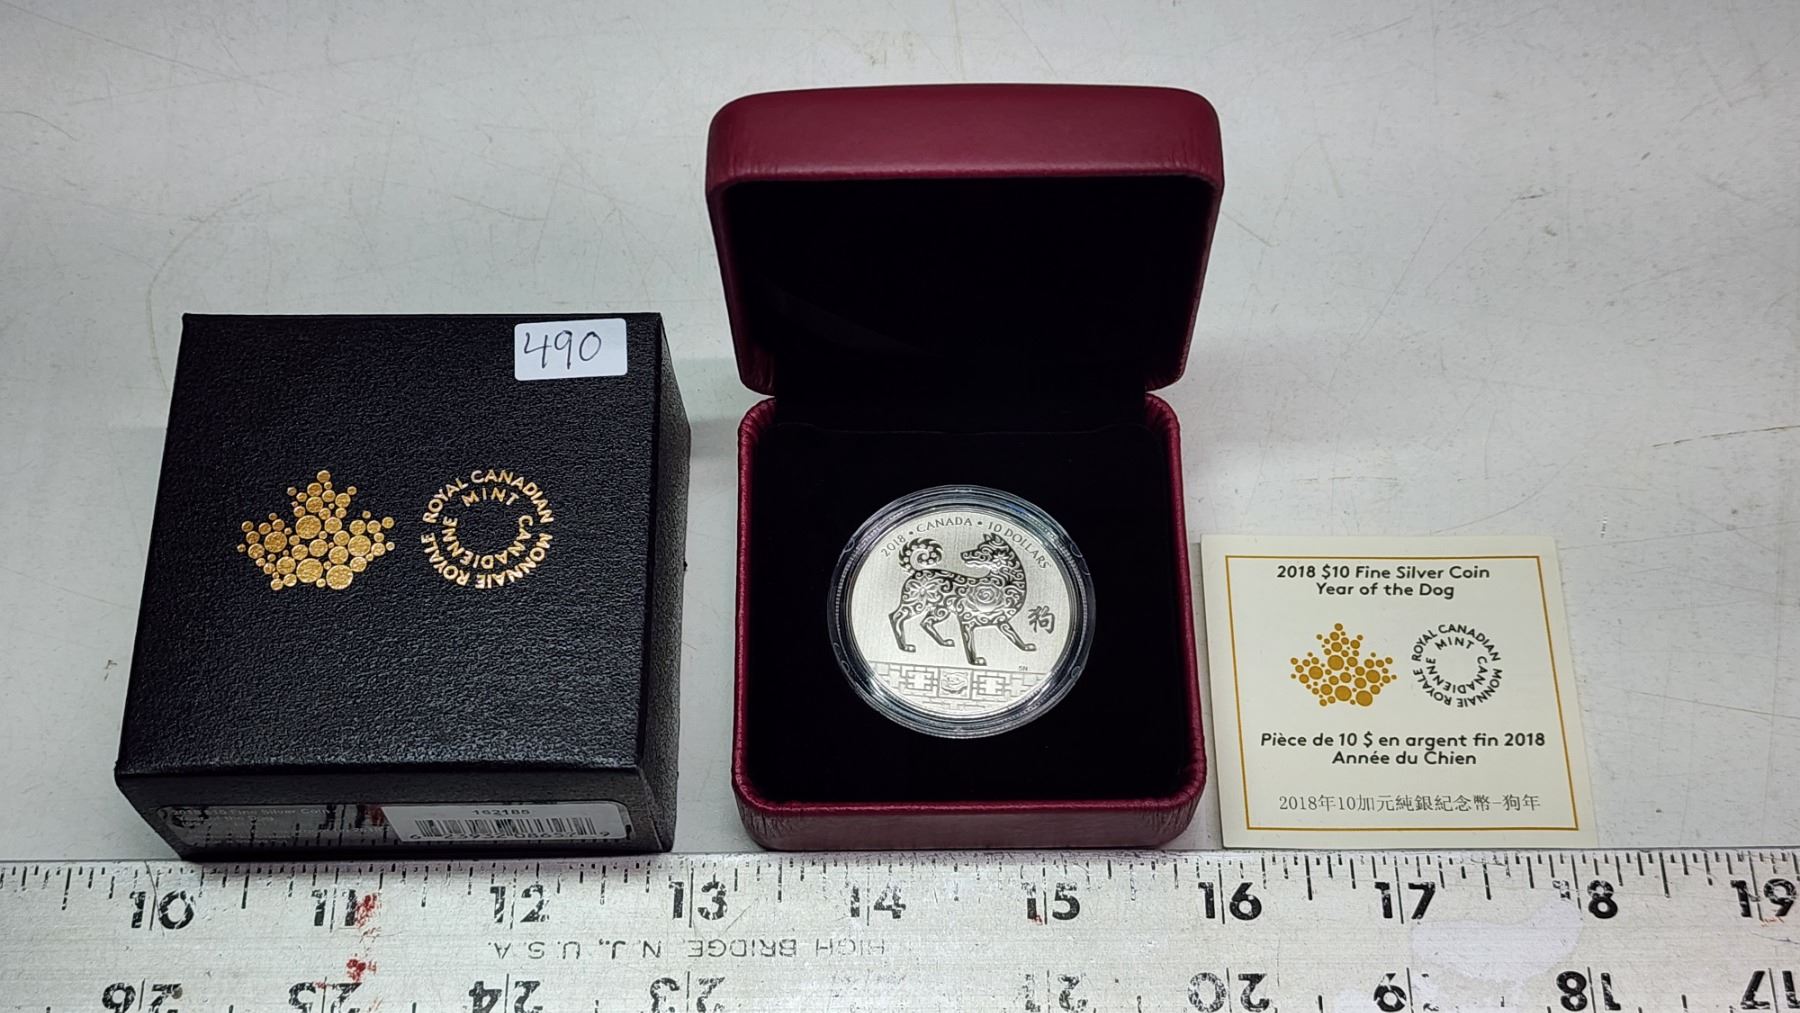 490
ROYAL CANADIAN MINT
MONNAIE ROYALE CANADIENNE
Silver Coin
162185
2018 • CANADA • 10 DOLLARS
狗
2018 $10 Fine Silver Coin
Year of the Dog
ROYAL CANADIAN MINT
MONNAIE ROYALE CANADIENNE
Pièce de 10 $ en argent fin 2018
Année du Chien
2018年10加元純銀紀念幣-狗年
10 11 12 13 14 15 16 17 18 19
HIGH BRIDGE, N.J., U.S.A.
26 25 24 23 21 20 19 18 17